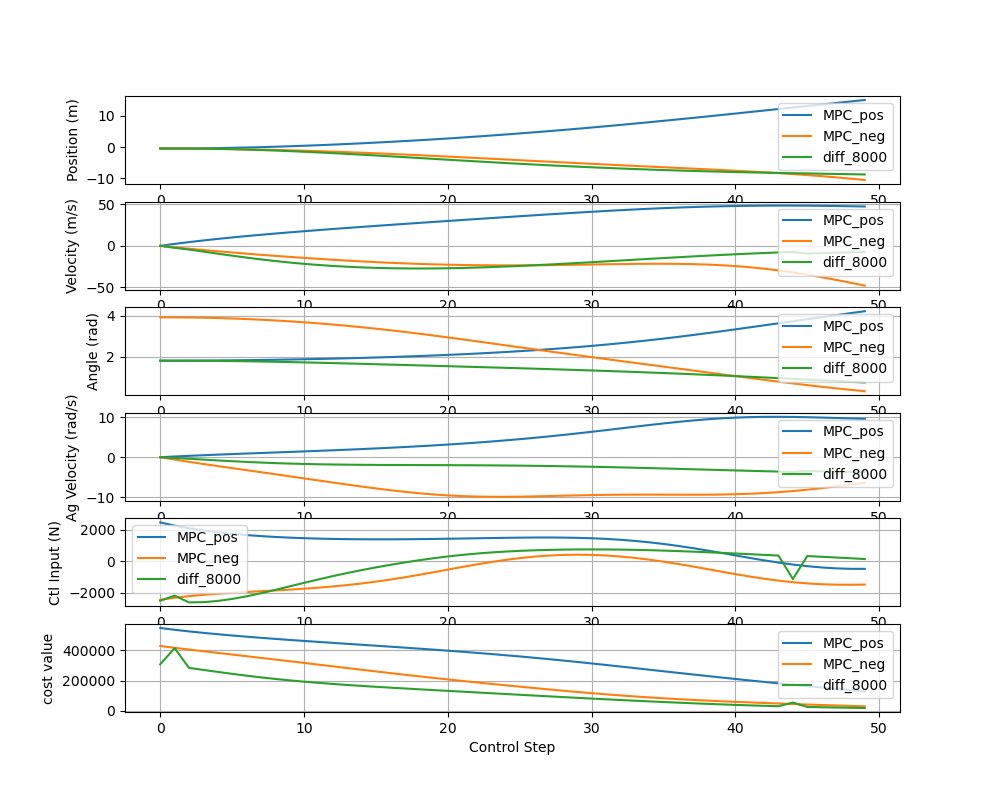 Position (m)
10
0
−10
MPC_pos
MPC_neg
diff_8000
0 10 20 30 40 50
Velocity (m/s)
50
0
−50
MPC_pos
MPC_neg
diff_8000
0 10 20 30 40 50
Angle (rad)
4
2
MPC_pos
MPC_neg
diff_8000
0 10 20 30 40 50
Ag Velocity (rad/s)
10
0
−10
MPC_pos
MPC_neg
diff_8000
0 10 20 30 40 50
Ctl Input (N)
2000
0
−2000
MPC_pos
MPC_neg
diff_8000
0 10 20 30 40 50
cost value
400000
200000
0
MPC_pos
MPC_neg
diff_8000
0 10 20 30 40 50
Control Step